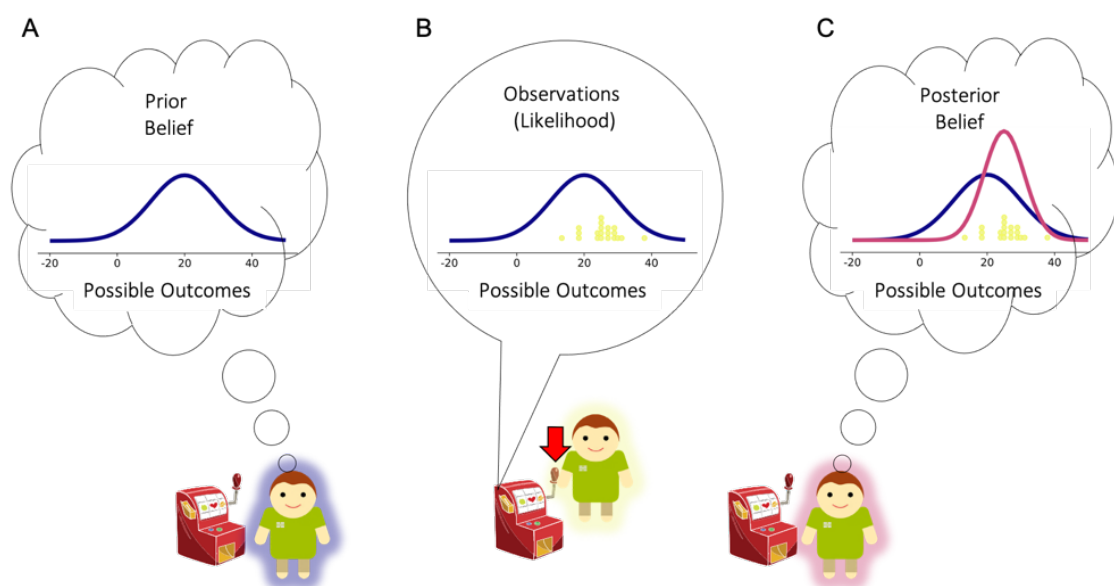 A
Prior
Belief
-20 0 20 40
Possible Outcomes
B
Observations
(Likelihood)
-20 0 20 40
Possible Outcomes
C
Posterior
Belief
-20 0 20 40
Possible Outcomes